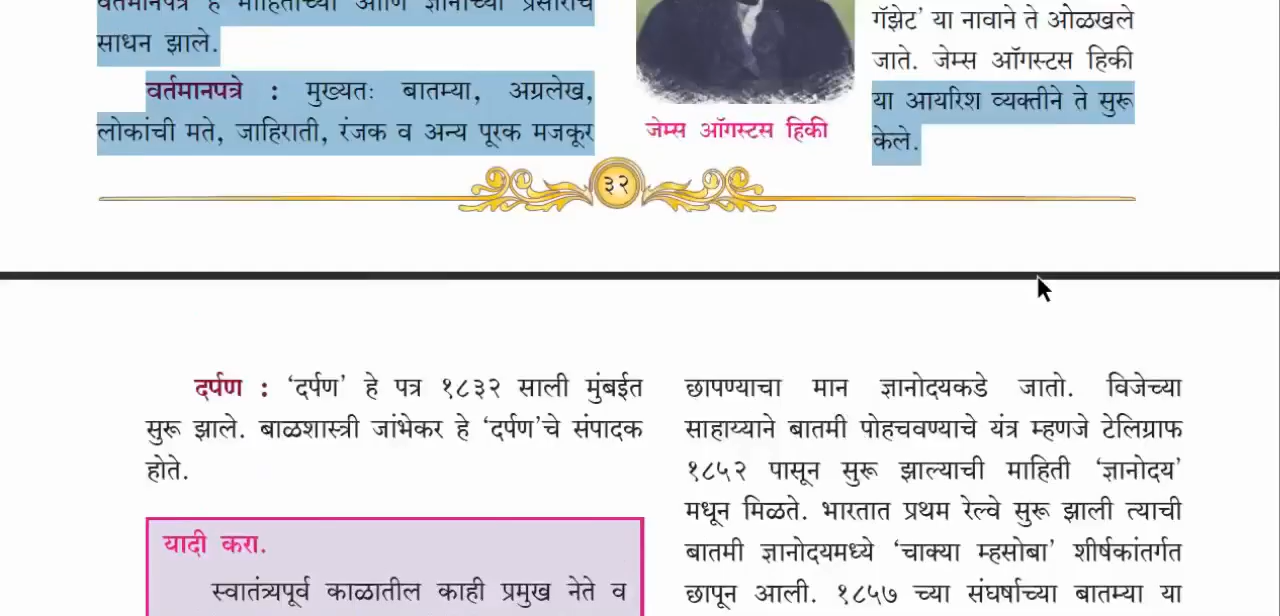 वर्तमानपत्र हे माहितीच्या आणि ज्ञानाच्या प्रसाराचे
साधन झाले.
वर्तमानपत्रे : मुख्यतः बातम्या, अग्रलेख,
लोकांची मते, जाहिराती, रंजक व अन्य पूरक मजकूर
जेम्स ऑगस्टस हिकी
गॅझेट’ या नावाने ते ओळखले
जाते. जेम्स ऑगस्टस हिकी
या आयरिश व्यक्तीने ते सुरू
केले.
३२
दर्पण : ‘दर्पण’ हे पत्र १८३२ साली मुंबईत
सुरू झाले. बाळशास्त्री जांभेकर हे ‘दर्पण’चे संपादक
होते.
यादी करा.
स्वातंत्र्यपूर्व काळातील काही प्रमुख नेते व
छापण्याचा मान ज्ञानोदयकडे जातो. विजेच्या
साहाय्याने बातमी पोहचवण्याचे यंत्र म्हणजे टेलिग्राफ
१८५२ पासून सुरू झाल्याची माहिती ‘ज्ञानोदय’
मधून मिळते. भारतात प्रथम रेल्वे सुरू झाली त्याची
बातमी ज्ञानोदयमध्ये ‘चाक्या म्हसोबा’ शीर्षकांतर्गत
छापून आली. १८५७ च्या संघर्षाच्या बातम्या या